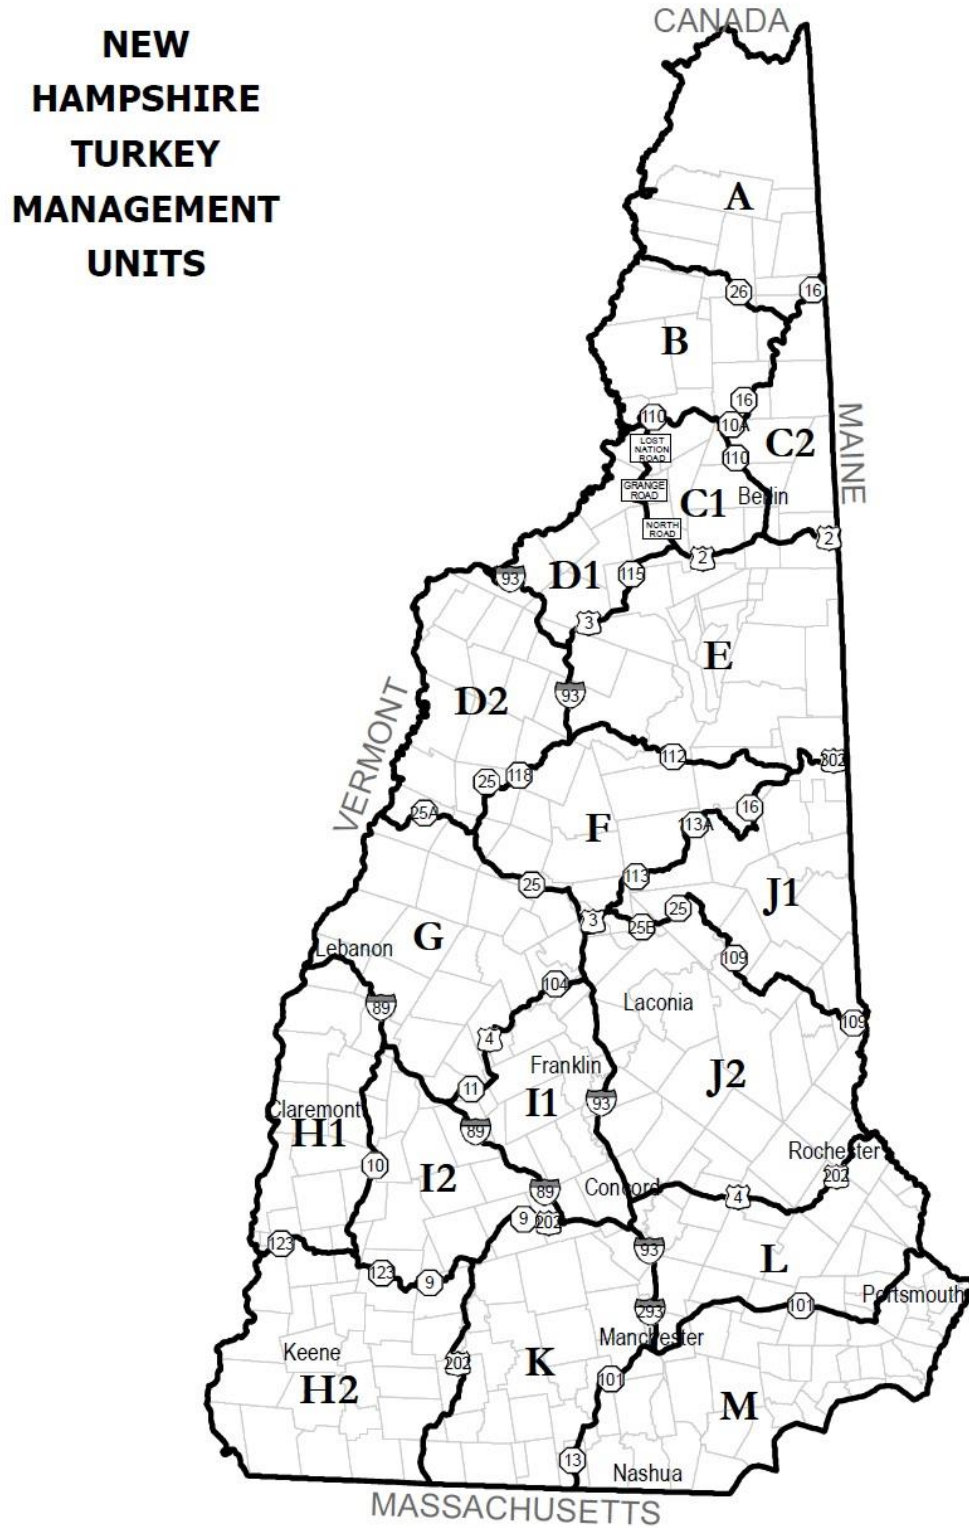 CANADA
NEW
HAMPSHIRE
TURKEY
MANAGEMENT
UNITS
A
26
16
B
16
110
110A
MAINE
LOST
NATION
ROAD
C2
110
GRANGE
ROAD
C1
Berlin
NORTH
ROAD
2
2
93
D1
115
3
E
93
D2
VERMONT
112
302
118
25
16
25A
F
113A
113
25
J1
25
3
25B
G
Lebanon
109
104
89
Laconia
109
4
Franklin
J2
11
I1
93
Claremont
H1
89
Rochester
10
I2
202
89
Concord
4
9
202
123
93
L
123
9
Portsmouth
101
293
Manchester
Keene
202
K
101
H2
M
13
Nashua
MASSACHUSETTS